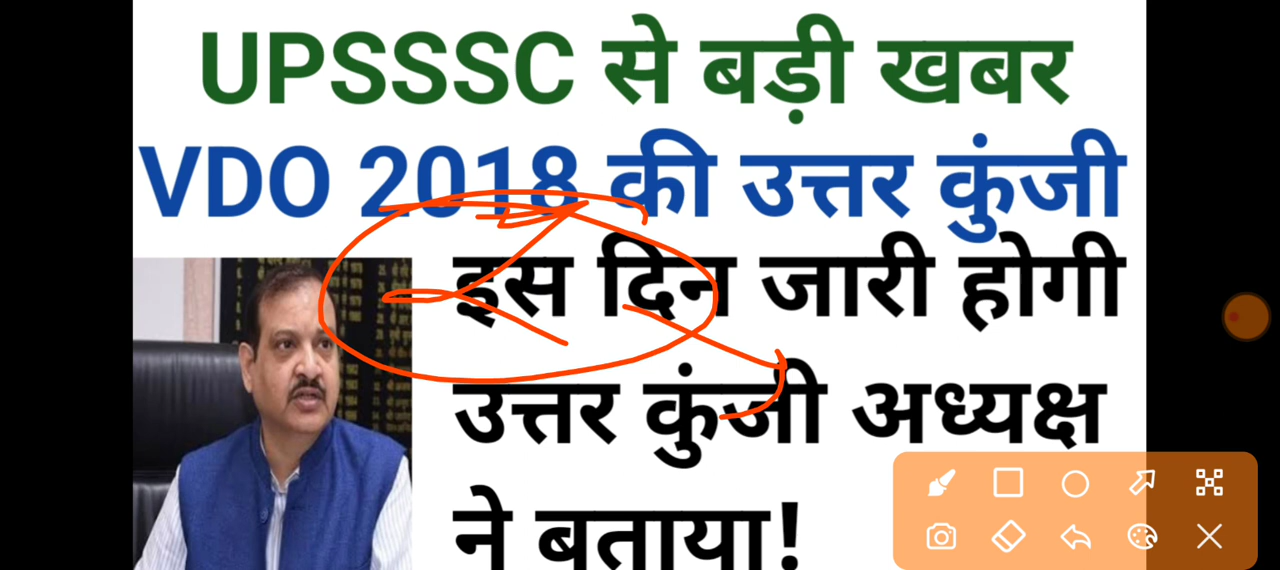 UPSSSC से बड़ी खबर
VDO 2018 की उत्तर कुंजी
इस दिन जारी होगी
उत्तर कुंजी अध्यक्ष
ने बताया!